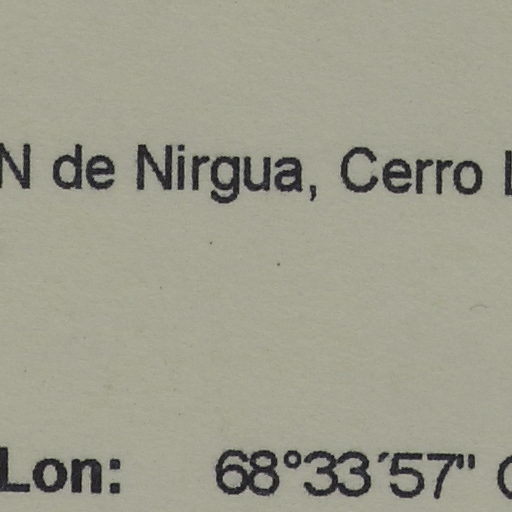 N de Nirgua, Cerro
Lon: 68°33´57"